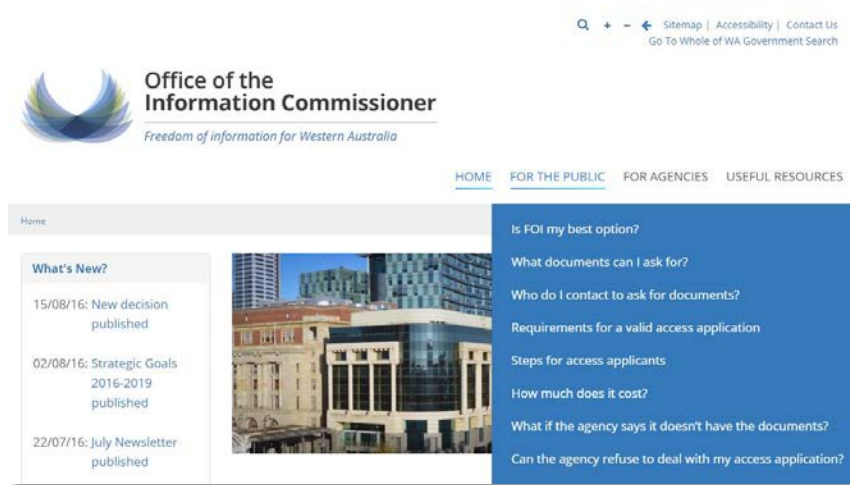 Sitemap | Accessibility | Contact Us
Go To Whole of WA Government Search
Office of the
Information Commissioner
Freedom of information for Western Australia
HOME FOR THE PUBLIC FOR AGENCIES USEFUL RESOURCES
Home
What's New?
15/08/16: New decision
published
02/08/16: Strategic Goals
2016-2019
published
22/07/16: July Newsletter
published
Is FOI my best option?
What documents can I ask for?
Who do I contact to ask for documents?
Requirements for a valid access application
Steps for access applicants
How much does it cost?
What if the agency says it doesn't have the documents?
Can the agency refuse to deal with my access application?